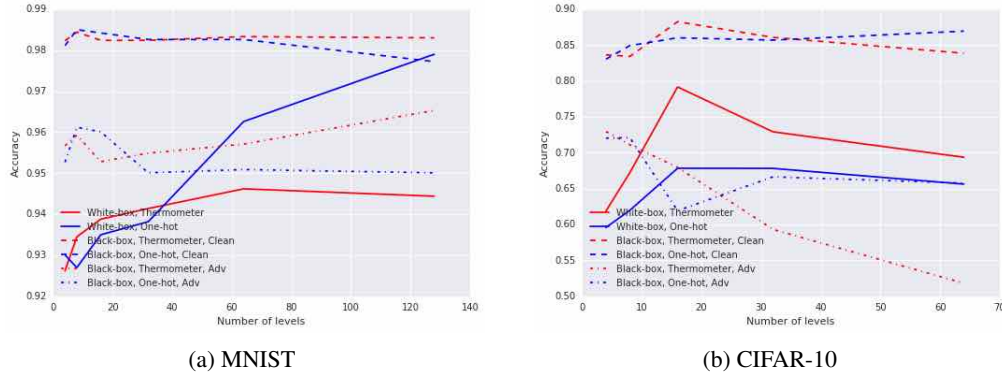 0.99
0.98
0.97
0.96
0.95
0.94
0.93
0.92
Accuracy
White-box, Thermometer
White-box, One-hot
Black-box, Thermometer, Clean
Black-box, One-hot, Clean
Black-box, Thermometer, Adv
Black-box, One-hot, Adv
0 20 40 60 80 100 120 140
Number of levels
(a) MNIST
0.90
0.85
0.80
0.75
0.70
0.65
0.60
0.55
0.50
Accuracy
White-box, Thermometer
White-box, One-hot
Black-box, Thermometer, Clean
Black-box, One-hot, Clean
Black-box, Thermometer, Adv
Black-box, One-hot, Adv
0 10 20 30 40 50 60 70
Number of levels
(b) CIFAR-10